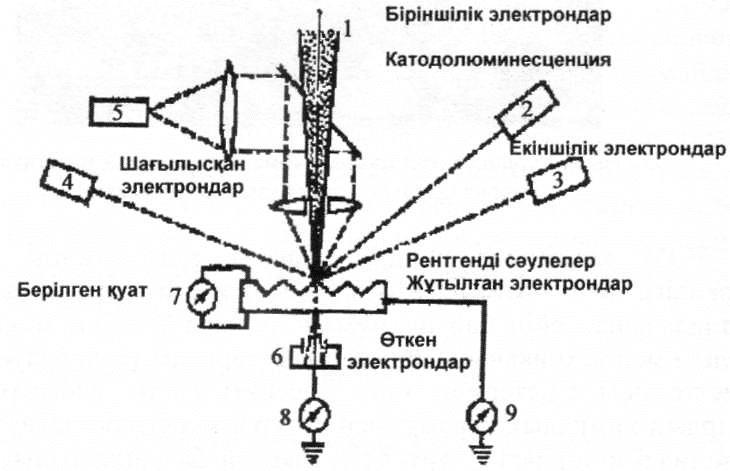 1
Біріншілік электрондар
Катодолюминесценция
5
2
Шағылысқан
электрондар
Екіншілік электрондар
4
3
Рентгенді сәулелер
Жұтылған электрондар
Берілген қуат
7
Өткен
электрондар
6
8
9